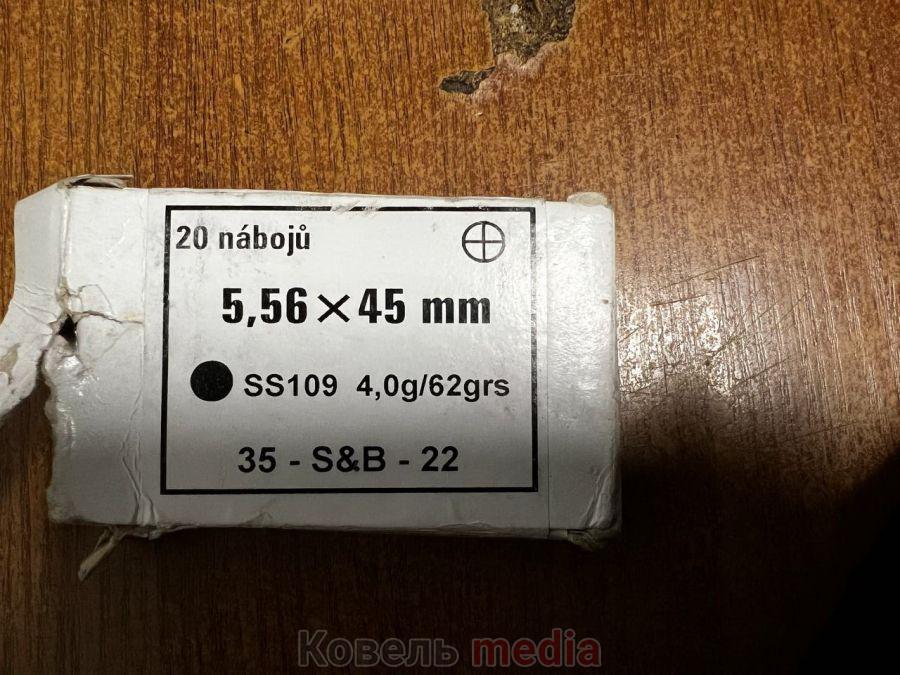 20 nábojů
5,56×45 mm
SS109 4,0g/62grs
35 - S&B - 22
Ковель media